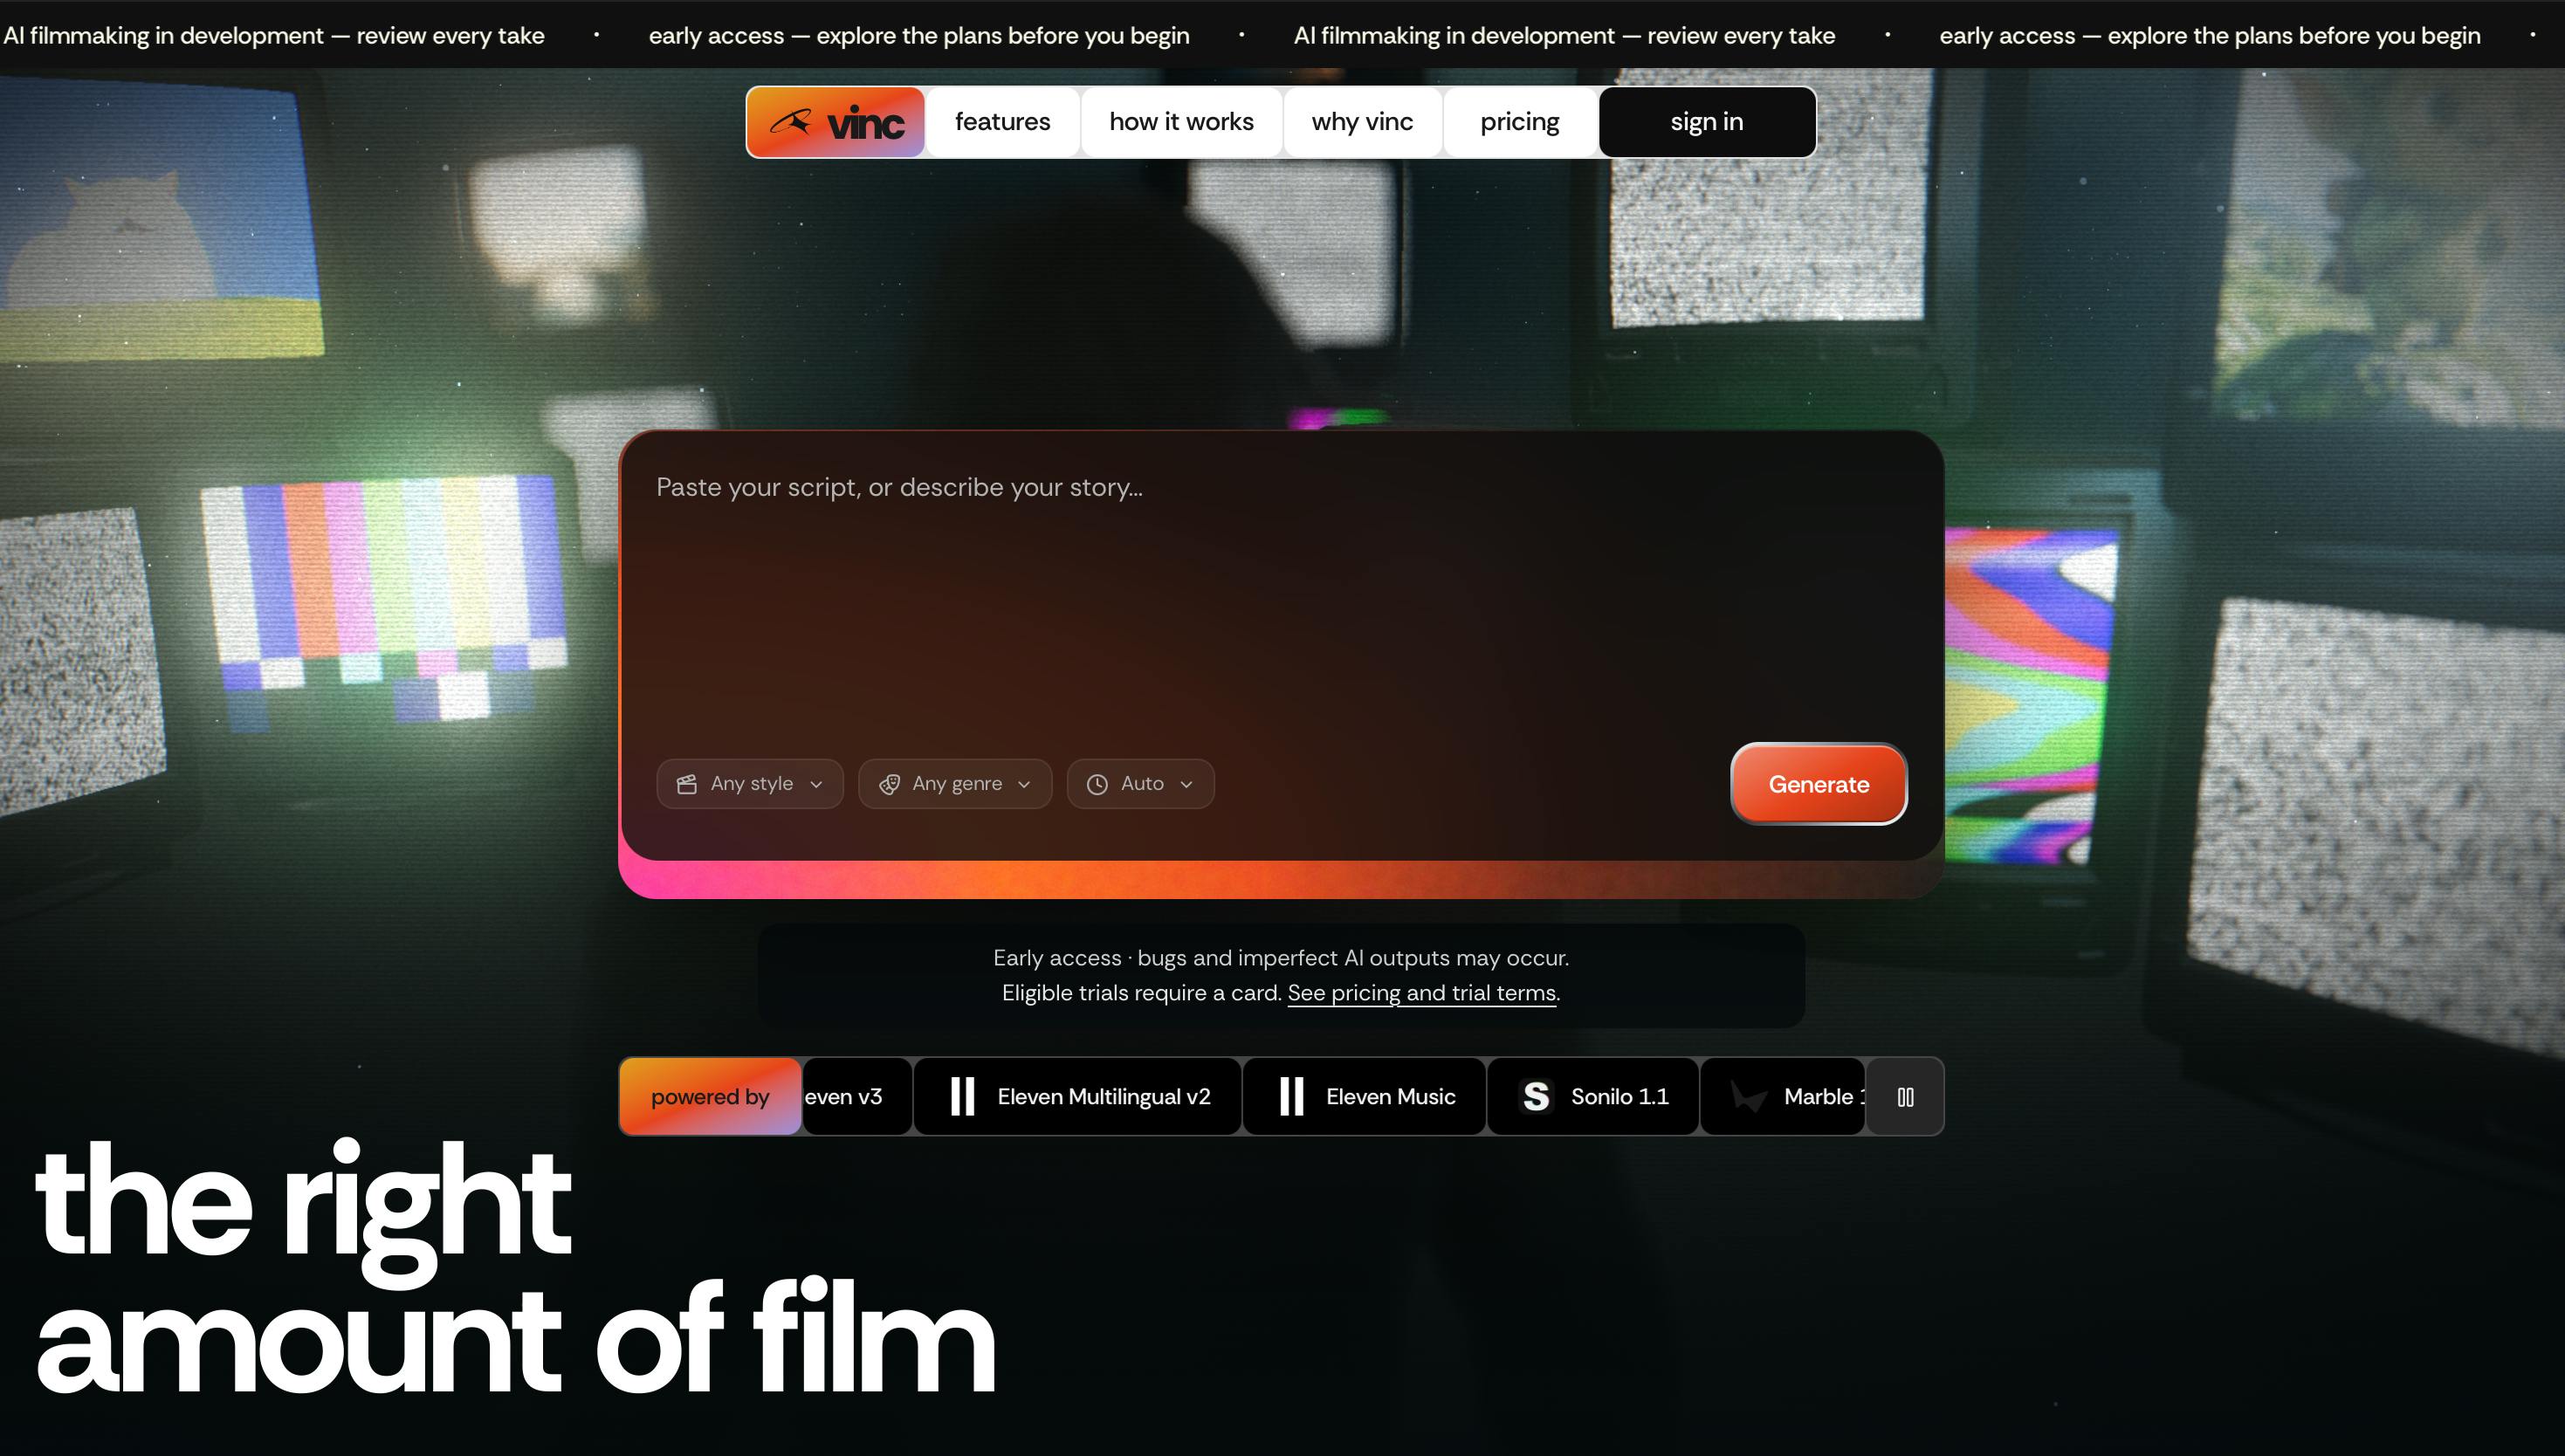 AI filmmaking in development — review every take • early access — explore the plans before you begin • AI filmmaking in development — review every take • early access — explore the plans before you begin •
vinc features how it works why vinc pricing sign in
Paste your script, or describe your story...
Any style Any genre Auto Generate
Early access · bugs and imperfect AI outputs may occur.
Eligible trials require a card. See pricing and trial terms.
powered by even v3 Eleven Multilingual v2 Eleven Music S Sonilo 1.1 Marble
the right
amount of film